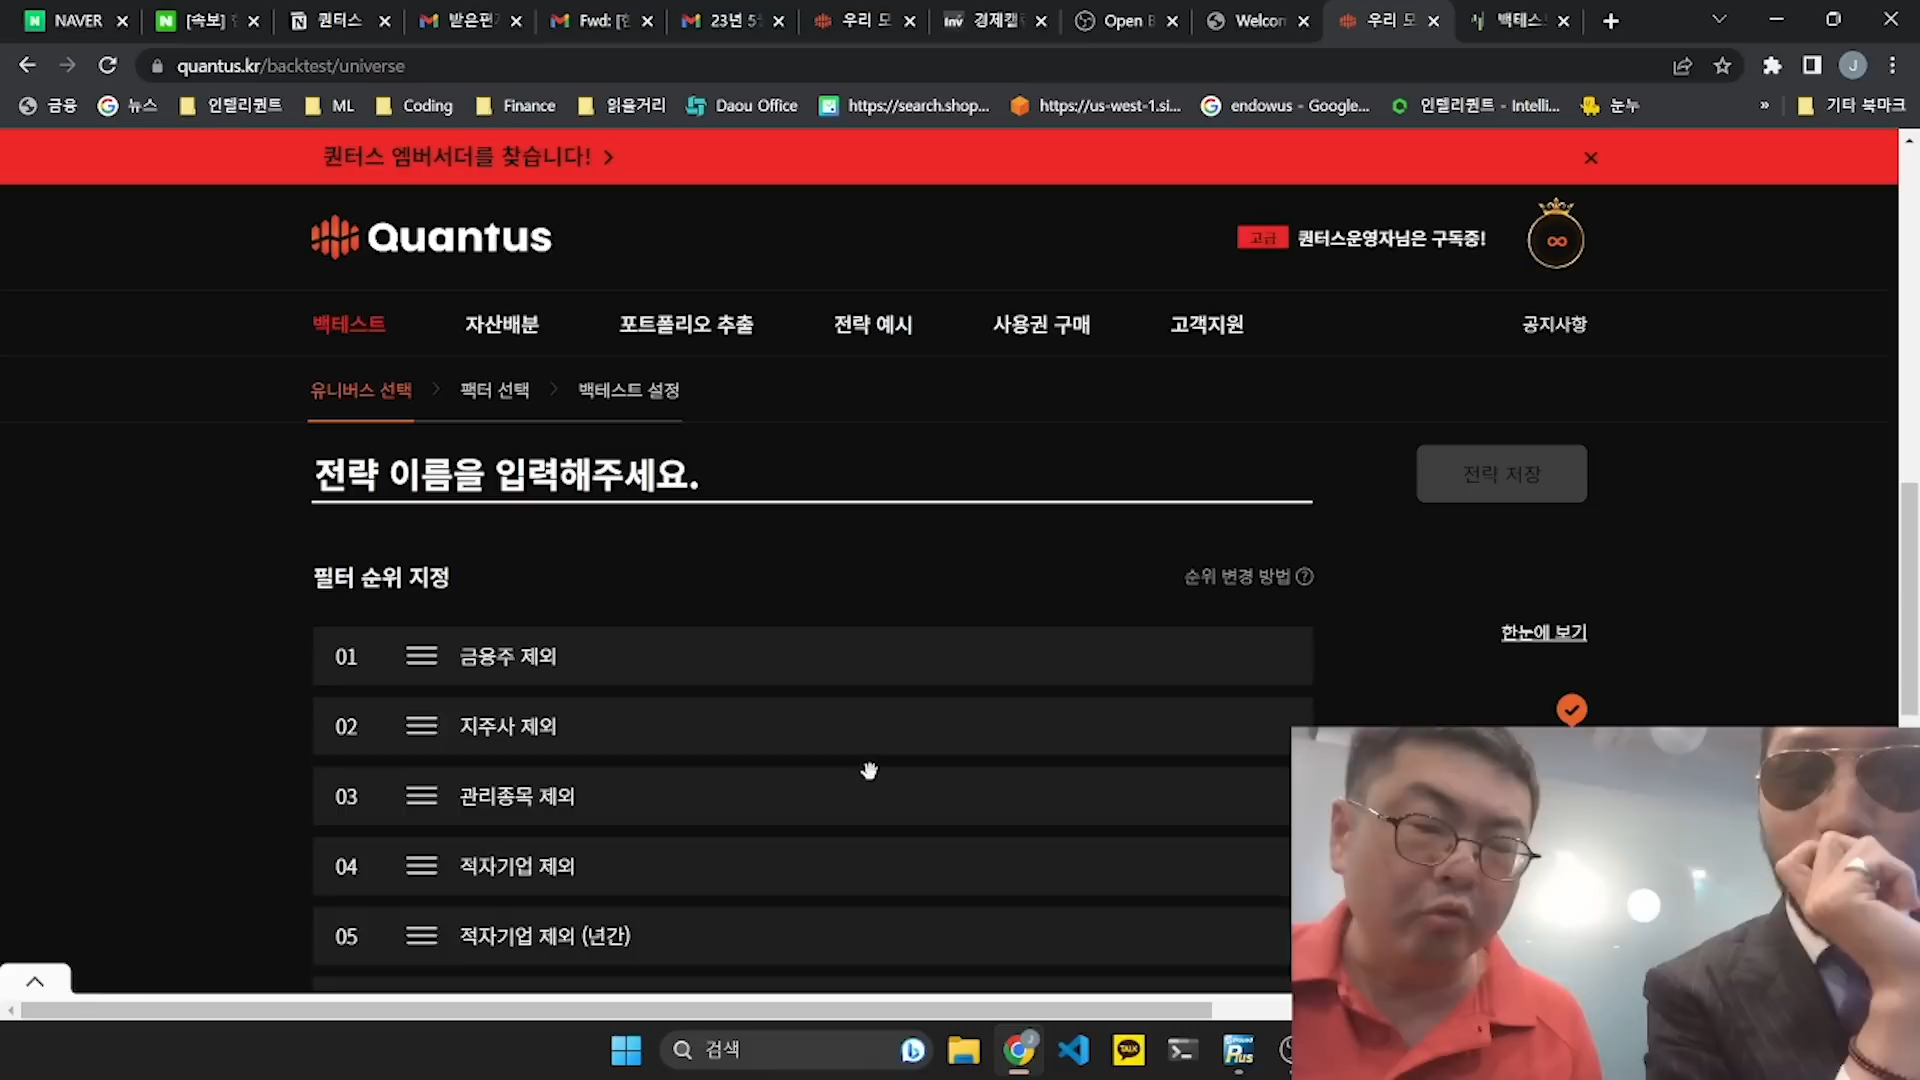 NAVER
[속보]
퀀터스
받은편
Fwd: [
23년 5
우리 모
경제캘
Open
Welcon
우리 모
백테스
quantus.kr/backtest/universe
금융
뉴스
인텔리퀀트
ML
Coding
Finance
읽을거리
Daou Office
https://search.shop...
https://us-west-1.si...
endowus - Google...
인텔리퀀트 - Intelli...
눈누
»
기타 북마크
퀀터스 엠버서더를 찾습니다! >
Quantus
고급 퀀터스운영자님은 구독중!
백테스트
자산배분
포트폴리오 추출
전략 예시
사용권 구매
고객지원
공지사항
유니버스 선택 > 팩터 선택 > 백테스트 설정
전략 이름을 입력해주세요.
전략 저장
필터 순위 지정
순위 변경 방법 ?
한눈에 보기
01 금융주 제외
02 지주사 제외
03 관리종목 제외
04 적자기업 제외
05 적자기업 제외 (년간)
검색
TALK